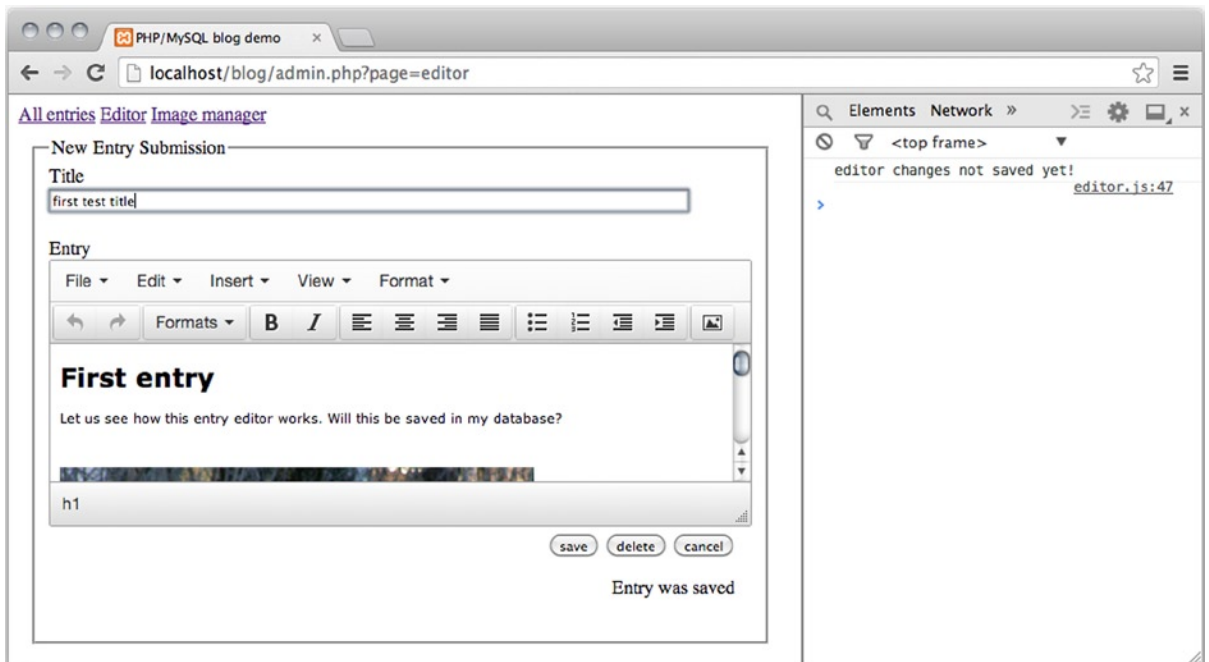 PHP/MySQL blog demo
localhost/blog/admin.php?page=editor
All entries Editor Image manager
New Entry Submission
Title
first test title
Entry
File Edit Insert View Format
Formats B I
First entry
Let us see how this entry editor works. Will this be saved in my database?
h1
save delete cancel
Entry was saved
Elements Network »
<top frame>
editor changes not saved yet!
editor.js:47